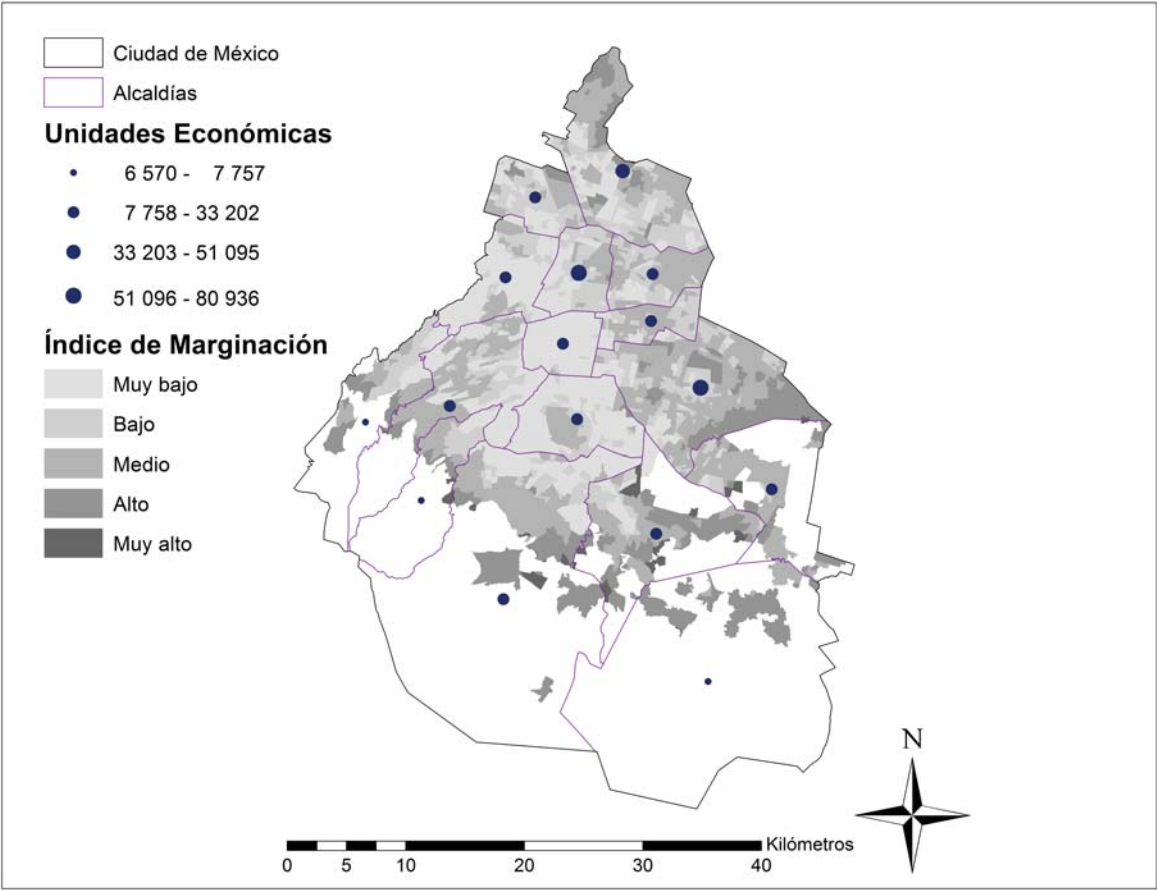 Ciudad de México
Alcaldías
Unidades Económicas
6 570 - 7 757
7 758 - 33 202
33 203 - 51 095
51 096 - 80 936
Índice de Marginación
Muy bajo
Bajo
Medio
Alto
Muy alto
N
Kilómetros
0 5 10 20 30 40